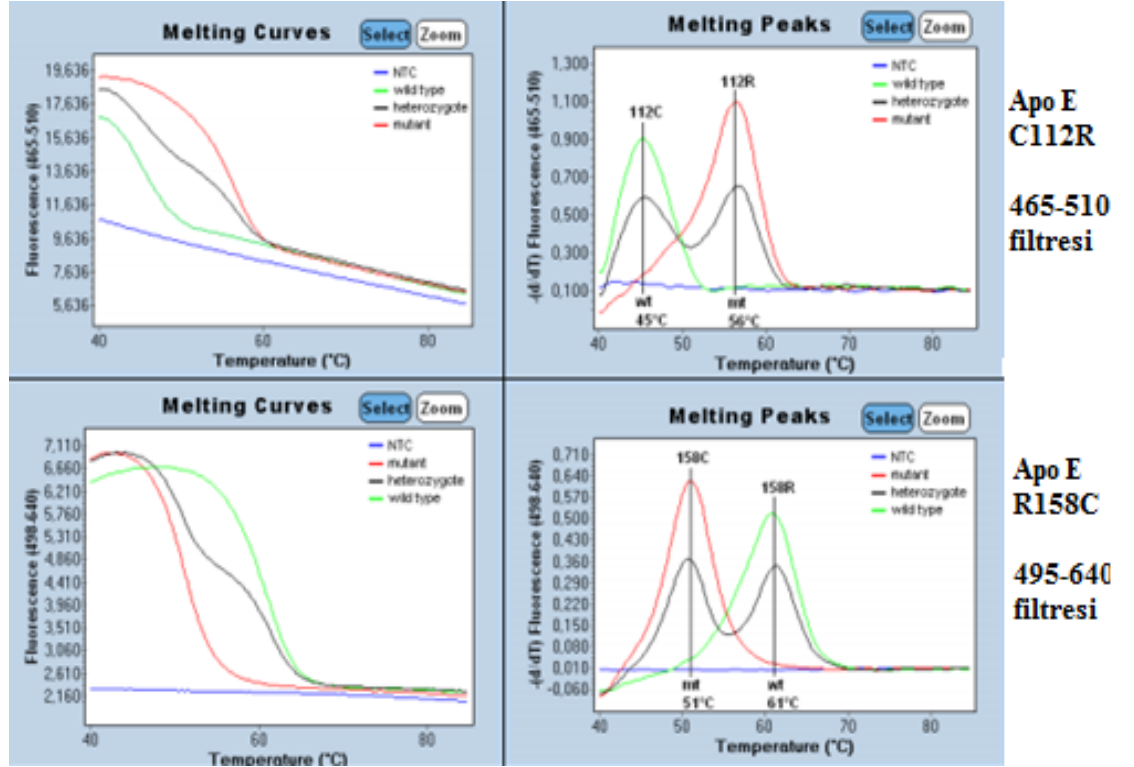 Melting Curves
Select
Zoom
19,636
17,636
15,636
13,636
11,636
9,636
7,636
5,636
Fluorescence (465-510)
NTC
wild type
heterozygote
mutant
40
60
80
Temperature (°C)
Melting Peaks
Select
Zoom
1,300
1,100
0,900
0,700
0,500
0,300
0,100
-(d/dT) Fluorescence (465-510)
112C
112R
NTC
wild type
heterozygote
mutant
wt
45°C
mt
56°C
40
50
60
70
80
Temperature (°C)
Apo E
C112R
465-510
filtresi
Melting Curves
Select
Zoom
7,110
6,660
6,210
5,760
5,310
4,860
4,410
3,960
3,510
3,060
2,610
2,160
Fluorescence (498-640)
NTC
mutant
heterozygote
wild type
40
60
80
Temperature (°C)
Melting Peaks
Select
Zoom
0,710
0,640
0,570
0,500
0,430
0,360
0,290
0,220
0,150
0,080
0,010
-0,060
-(d/dT) Fluorescence (498-640)
158C
158R
NTC
mutant
heterozygote
wild type
mt
51°C
wt
61°C
40
50
60
70
80
Temperature (°C)
Apo E
R158C
495-640
filtresi